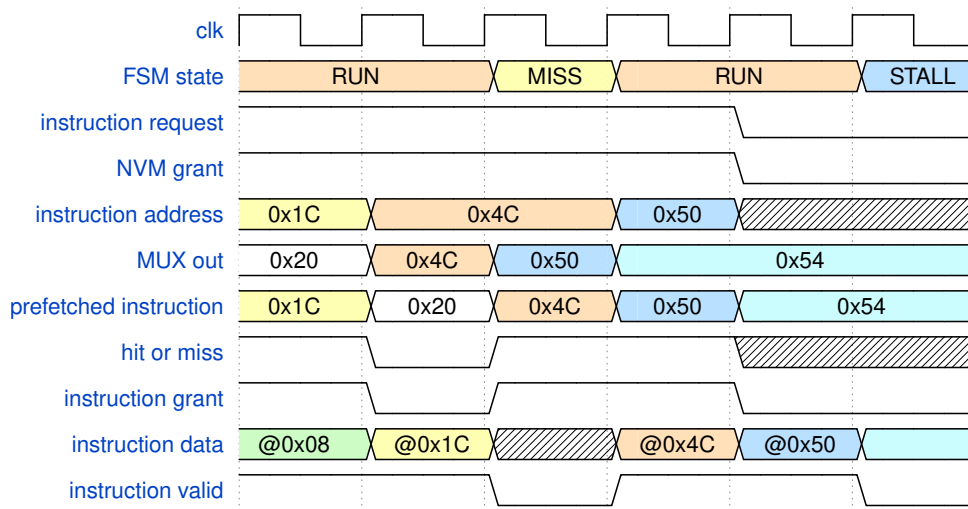 clk
FSM state RUN MISS RUN STALL
instruction request
NVM grant
instruction address 0x1C 0x4C 0x50
MUX out 0x20 0x4C 0x50 0x54
prefetched instruction 0x1C 0x20 0x4C 0x50 0x54
hit or miss
instruction grant
instruction data @0x08 @0x1C @0x4C @0x50
instruction valid